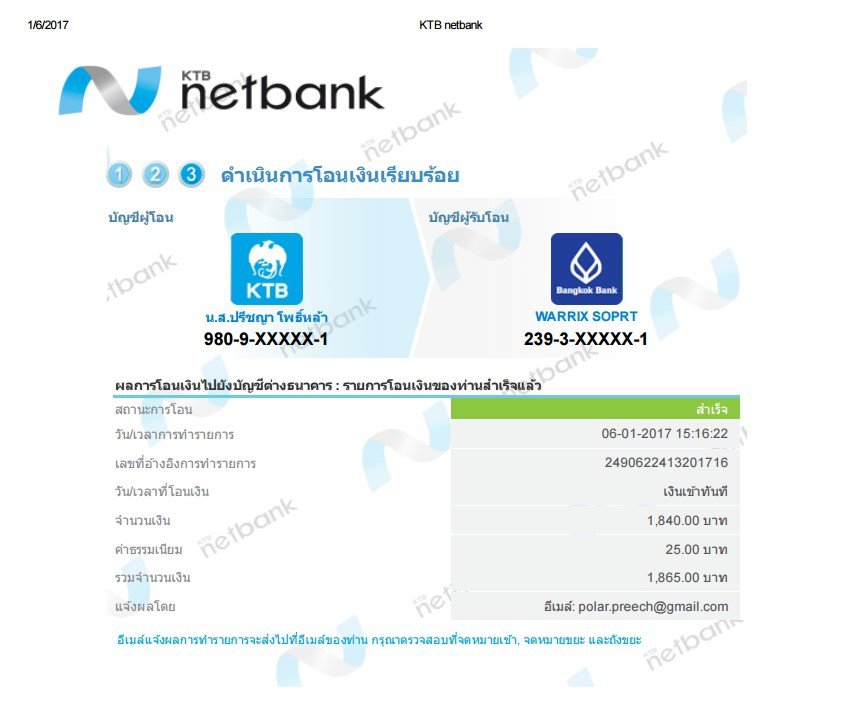 1/6/2017 KTB netbank
KTB
netbank
1 2 3 ดำเนินการโอนเงินเรียบร้อย
บัญชีผู้โอน บัญชีผู้รับโอน
KTB Bangkok Bank
น.ส.ปรีชญา โพธิ์หล้า WARRIX SOPRT
980-9-XXXXX-1 239-3-XXXXX-1
ผลการโอนเงินไปยังบัญชีต่างธนาคาร : รายการโอนเงินของท่านสำเร็จแล้ว
สถานะการโอน สำเร็จ
วัน/เวลาการทำรายการ 06-01-2017 15:16:22
เลขที่อ้างอิงการทำรายการ 2490622413201716
วัน/เวลาที่โอนเงิน เงินเข้าทันที
จำนวนเงิน 1,840.00 บาท
ค่าธรรมเนียม 25.00 บาท
รวมจำนวนเงิน 1,865.00 บาท
แจ้งผลโดย อีเมล์: polar.preech@gmail.com
อีเมล์แจ้งผลการทำรายการจะส่งไปที่อีเมล์ของท่าน กรุณาตรวจสอบที่จดหมายเข้า, จดหมายขยะ และถังขยะ